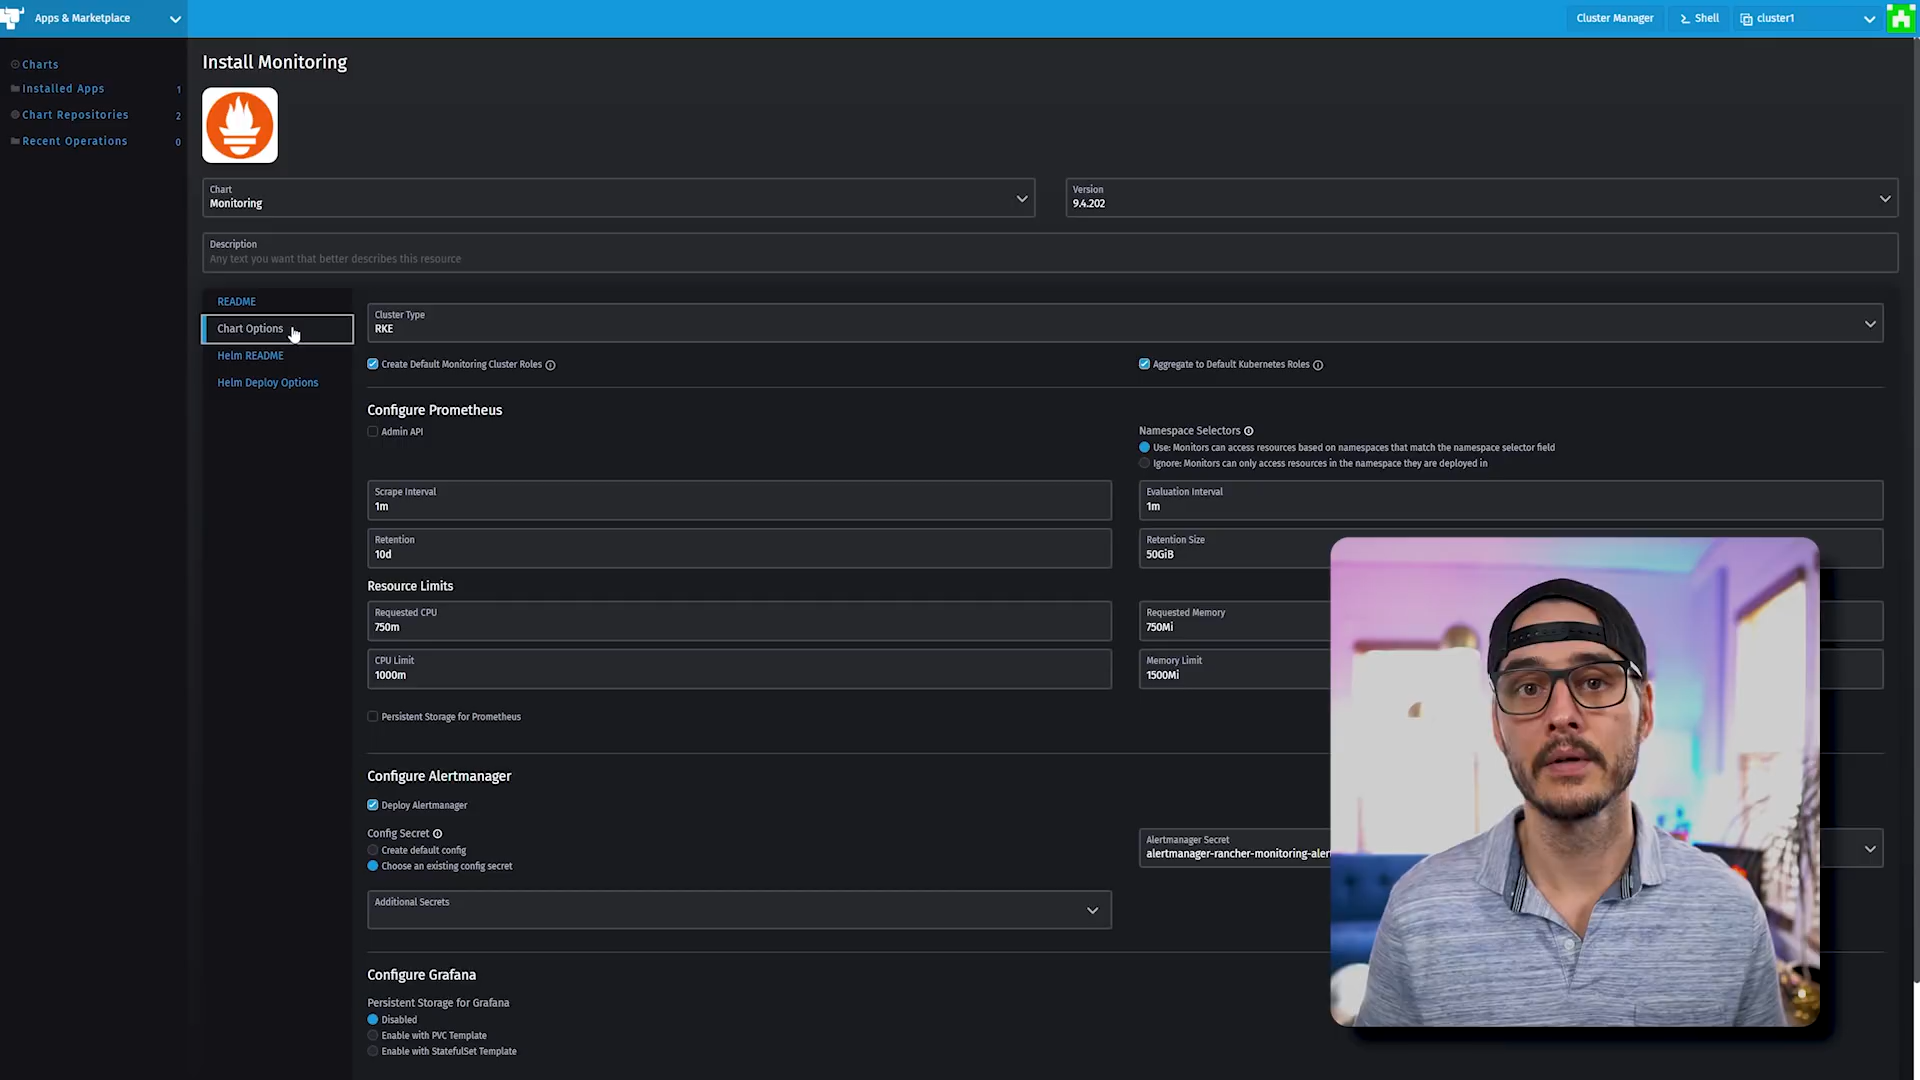 Apps & Marketplace
Cluster Manager
Shell
cluster1
Charts
Installed Apps 1
Chart Repositories 2
Recent Operations 0
Install Monitoring
Chart
Monitoring
Version
9.4.202
Description
Any text you want that better describes this resource
README
Chart Options
Helm README
Helm Deploy Options
Cluster Type
RKE
Create Default Monitoring Cluster Roles
Aggregate to Default Kubernetes Roles
Configure Prometheus
Admin API
Namespace Selectors
Use: Monitors can access resources based on namespaces that match the namespace selector field
Ignore: Monitors can only access resources in the namespace they are deployed in
Scrape Interval
1m
Evaluation Interval
1m
Retention
10d
Retention Size
50GiB
Resource Limits
Requested CPU
750m
Requested Memory
750Mi
CPU Limit
1000m
Memory Limit
1500Mi
Persistent Storage for Prometheus
Configure Alertmanager
Deploy Alertmanager
Config Secret
Create default config
Choose an existing config secret
Alertmanager Secret
alertmanager-rancher-monitoring-aler
Additional Secrets
Configure Grafana
Persistent Storage for Grafana
Disabled
Enable with PVC Template
Enable with StatefulSet Template